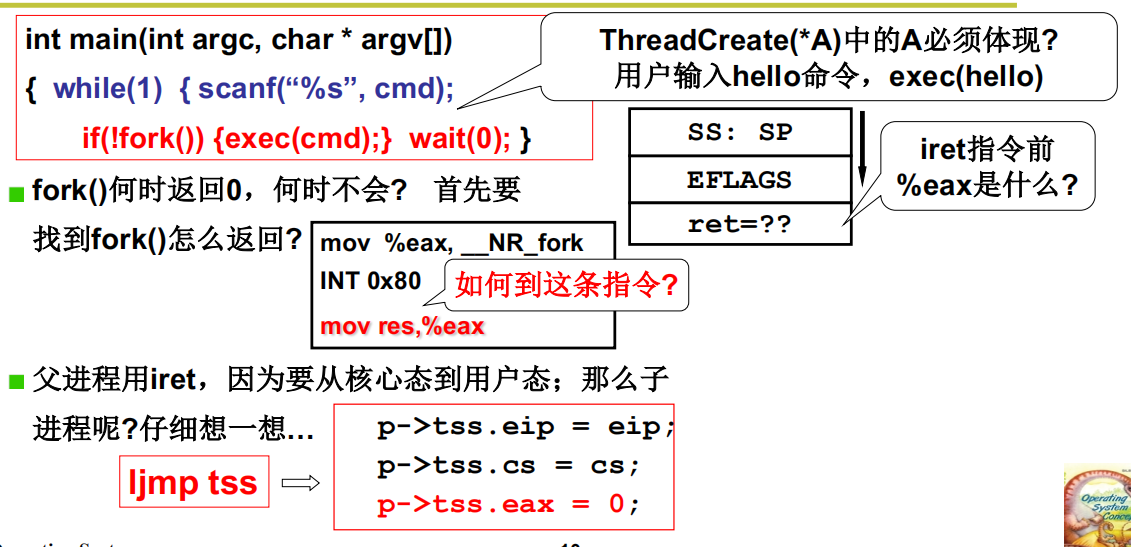 int main(int argc, char * argv[])
{ while(1) { scanf(“%s”, cmd);
if(!fork()) {exec(cmd);} wait(0); }
ThreadCreate(*A)中的A必须体现?
用户输入hello命令，exec(hello)
SS: SP
EFLAGS
ret=??
iret指令前
%eax是什么?
fork()何时返回0，何时不会? 首先要
找到fork()怎么返回?
mov %eax, __NR_fork
INT 0x80
mov res,%eax
如何到这条指令?
父进程用iret，因为要从核心态到用户态；那么子
进程呢?仔细想一想...
ljmp tss
p->tss.eip = eip;
p->tss.cs = cs;
p->tss.eax = 0;
Operating
System